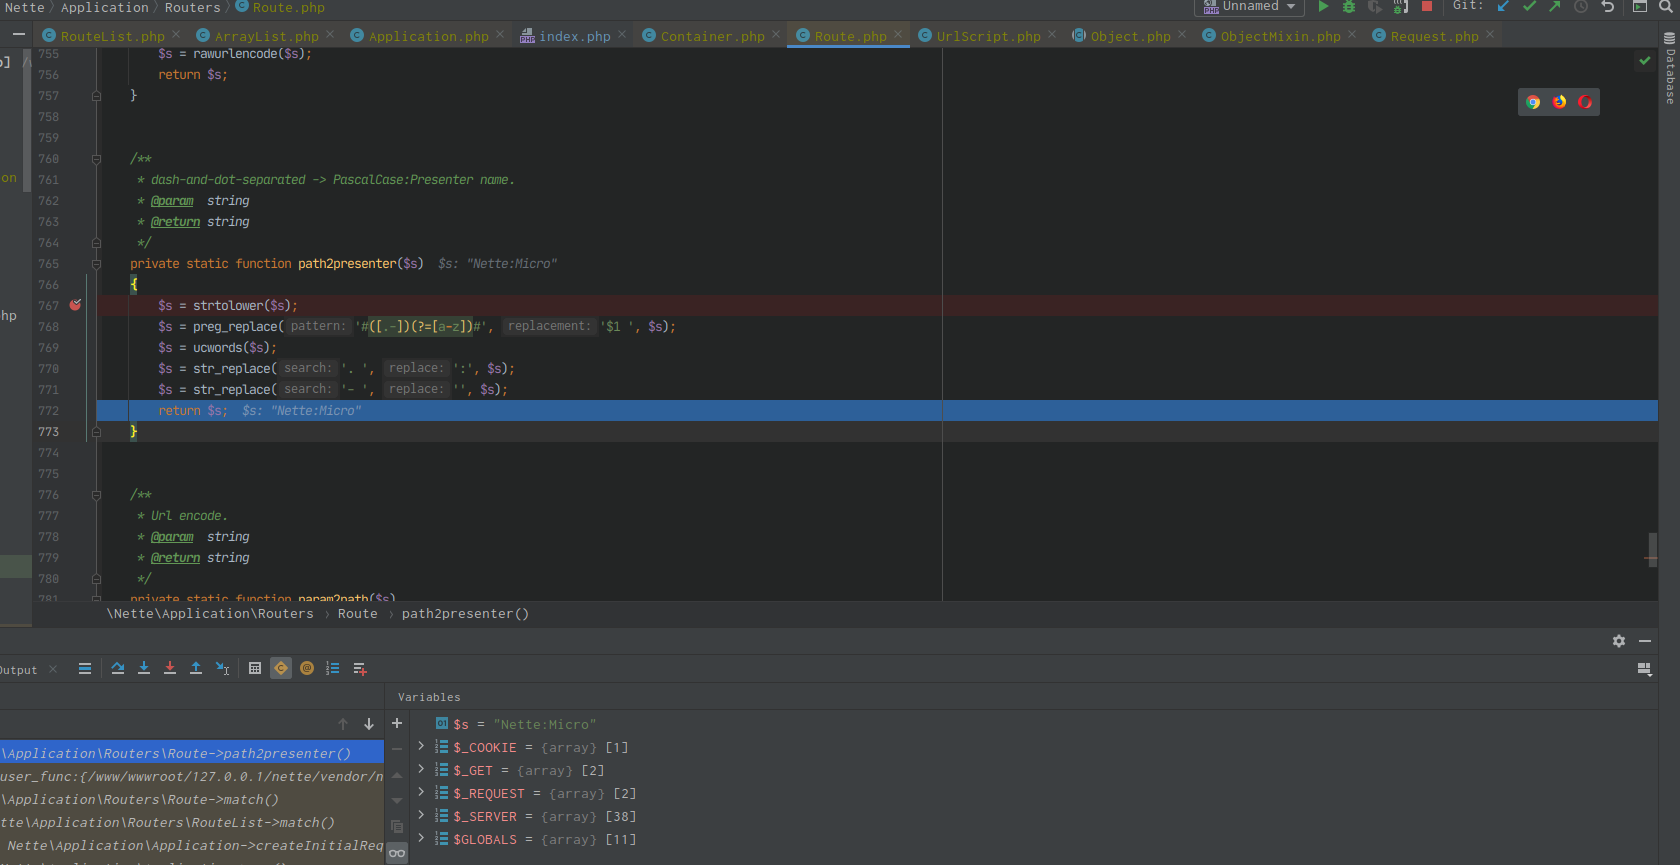 Nette > Application > Routers > Route.php
Unnamed
Git:
RouteList.php
ArrayList.php
Application.php
index.php
Container.php
Route.php
UrlScript.php
Object.php
ObjectMixin.php
Request.php
Database
755 $s = rawurlencode($s);
756 return $s;
757 }
758
759
760 /**
761 * dash-and-dot-separated -> PascalCase:Presenter name.
762 * @param string
763 * @return string
764 */
765 private static function path2presenter($s) $s: "Nette:Micro"
766 {
767 $s = strtolower($s);
768 $s = preg_replace( pattern: '#([.-])(?=[a-z])#', replacement: '$1 ', $s);
769 $s = ucwords($s);
770 $s = str_replace( search: '. ', replace: ':', $s);
771 $s = str_replace( search: '- ', replace: '', $s);
772 return $s; $s: "Nette:Micro"
773 }
774
775
776 /**
777 * Url encode.
778 * @param string
779 * @return string
780 */
781 private static function param2path($s)
on
hp
\Nette\Application\Routers > Route > path2presenter()
Output
Variables
\Application\Routers\Route->path2presenter()
user_func:{/www/wwwroot/127.0.0.1/nette/vendor/n
\Application\Routers\Route->match()
tte\Application\Routers\RouteList->match()
Nette\Application\Application->createInitialReq
$s = "Nette:Micro"
$_COOKIE = {array} [1]
$_GET = {array} [2]
$_REQUEST = {array} [2]
$_SERVER = {array} [38]
$GLOBALS = {array} [11]